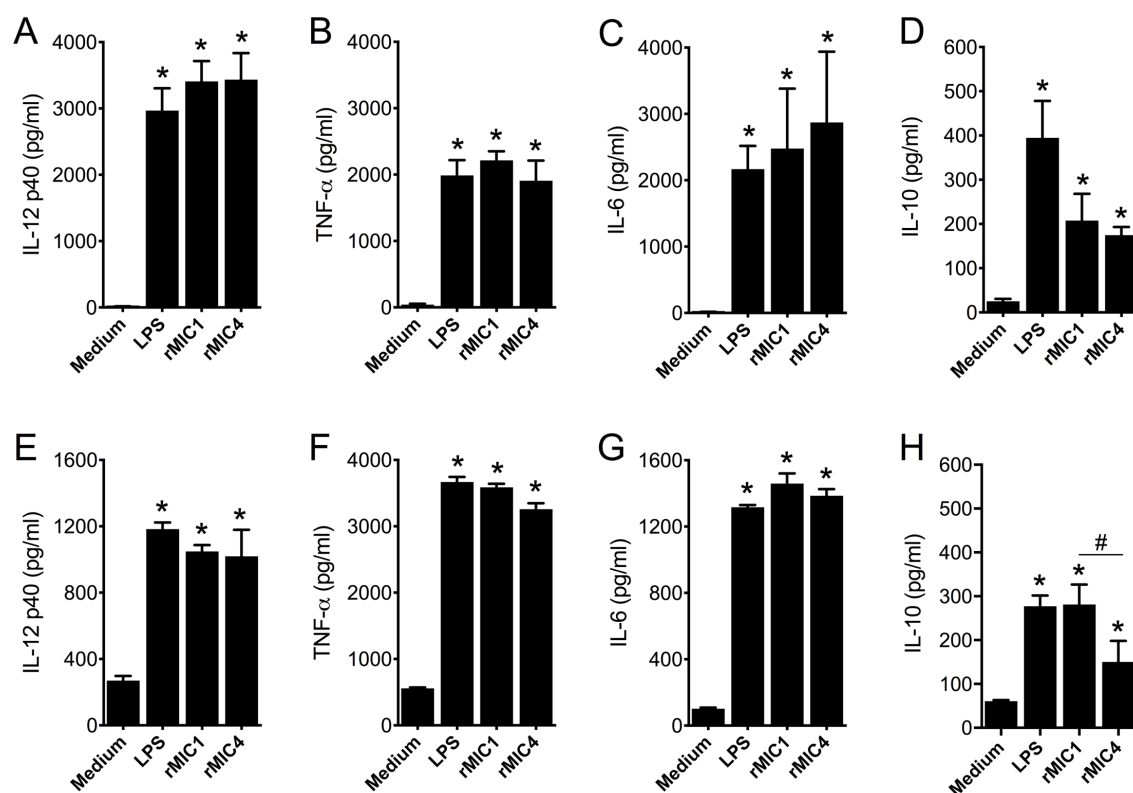 A
IL-12 p40 (pg/ml)
4000
3000
2000
1000
0
* * *
Medium
LPS
rMIC1
rMIC4
B
TNF-α (pg/ml)
4000
3000
2000
1000
0
* * *
Medium
LPS
rMIC1
rMIC4
C
IL-6 (pg/ml)
4000
3000
2000
1000
0
* * *
Medium
LPS
rMIC1
rMIC4
D
IL-10 (pg/ml)
600
500
400
300
200
100
0
* * *
Medium
LPS
rMIC1
rMIC4
E
IL-12 p40 (pg/ml)
1600
1200
800
400
0
* * *
Medium
LPS
rMIC1
rMIC4
F
TNF-α (pg/ml)
4000
3000
2000
1000
0
* * *
Medium
LPS
rMIC1
rMIC4
G
IL-6 (pg/ml)
1600
1200
800
400
0
* * *
Medium
LPS
rMIC1
rMIC4
H
IL-10 (pg/ml)
600
500
400
300
200
100
0
#
* * *
Medium
LPS
rMIC1
rMIC4